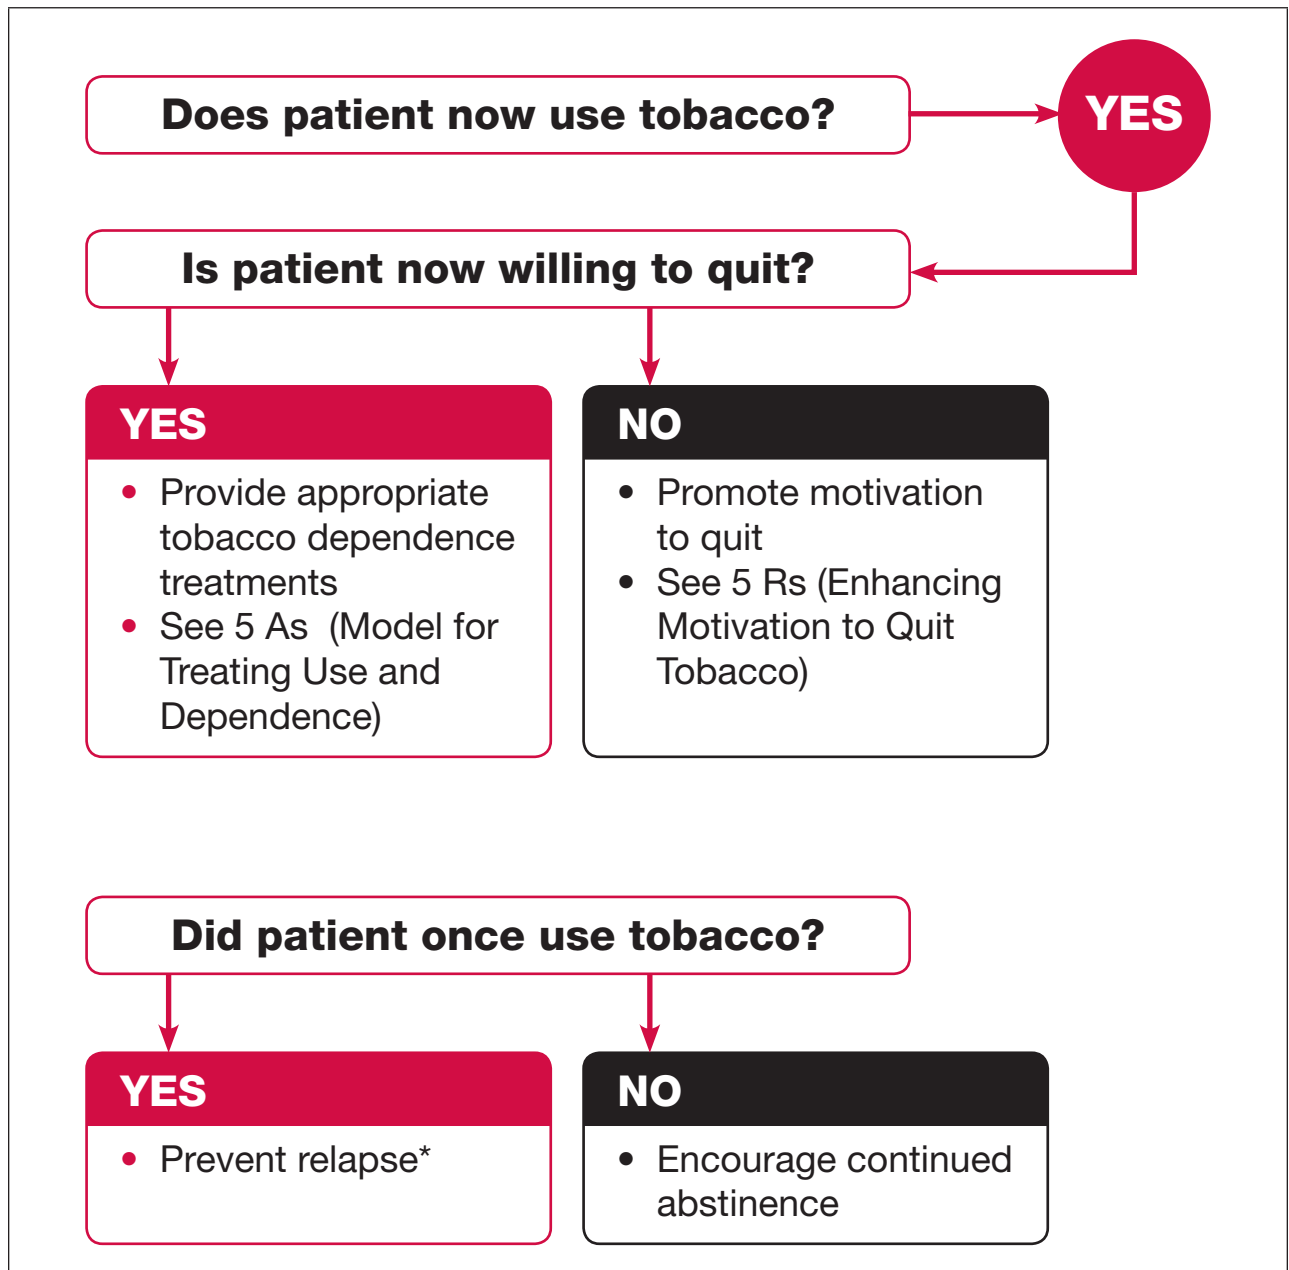 Does patient now use tobacco?
YES
Is patient now willing to quit?
YES
• Provide appropriate
tobacco dependence
treatments
• See 5 As (Model for
Treating Use and
Dependence)
NO
• Promote motivation
to quit
• See 5 Rs (Enhancing
Motivation to Quit
Tobacco)
Did patient once use tobacco?
YES
• Prevent relapse*
NO
• Encourage continued
abstinence